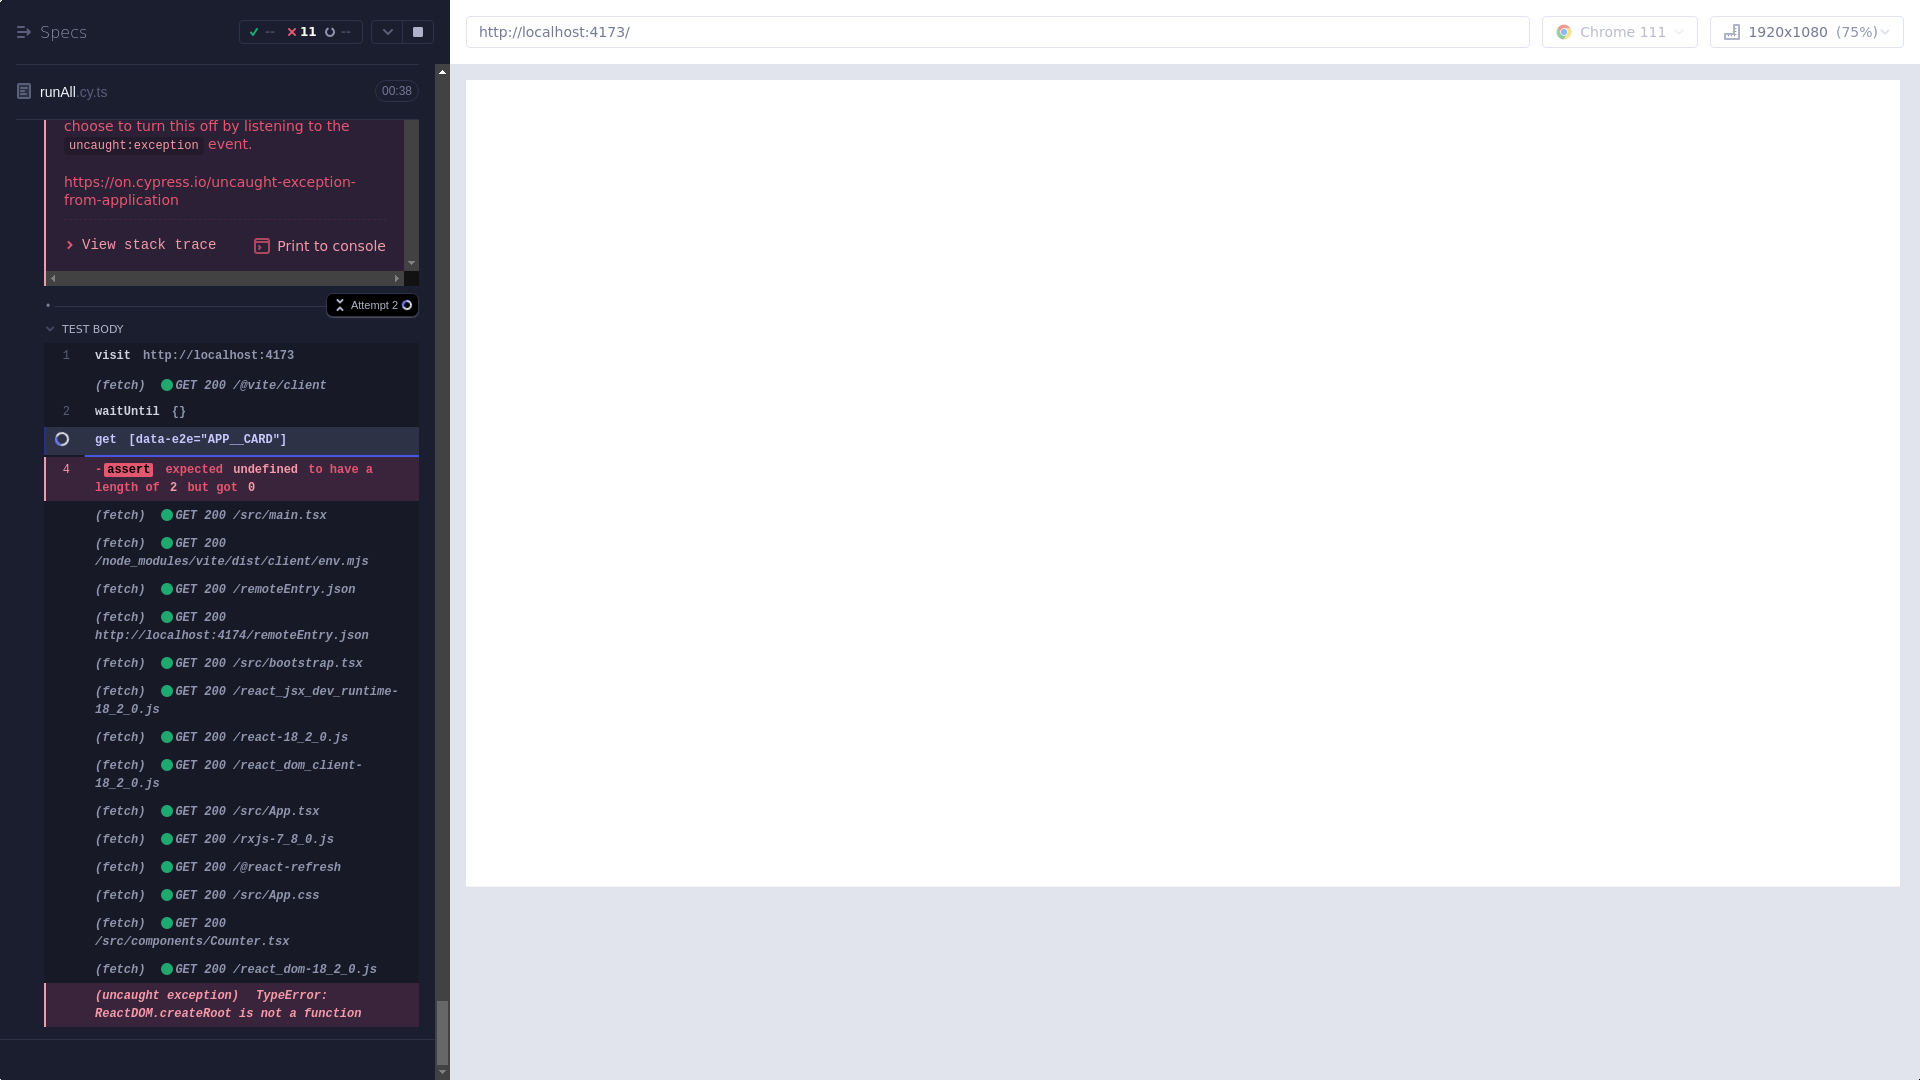 Specs
-- 11 --
http://localhost:4173/
Chrome 111
1920x1080 (75%)
runAll.cy.ts
00:38
choose to turn this off by listening to the
uncaught:exception event.
https://on.cypress.io/uncaught-exception-
from-application
View stack trace
Print to console
Attempt 2
TEST BODY
1 visit http://localhost:4173
(fetch) GET 200 /@vite/client
2 waitUntil {}
get [data-e2e="APP__CARD"]
4 -assert expected undefined to have a
length of 2 but got 0
(fetch) GET 200 /src/main.tsx
(fetch) GET 200
/node_modules/vite/dist/client/env.mjs
(fetch) GET 200 /remoteEntry.json
(fetch) GET 200
http://localhost:4174/remoteEntry.json
(fetch) GET 200 /src/bootstrap.tsx
(fetch) GET 200 /react_jsx_dev_runtime-
18_2_0.js
(fetch) GET 200 /react-18_2_0.js
(fetch) GET 200 /react_dom_client-
18_2_0.js
(fetch) GET 200 /src/App.tsx
(fetch) GET 200 /rxjs-7_8_0.js
(fetch) GET 200 /@react-refresh
(fetch) GET 200 /src/App.css
(fetch) GET 200
/src/components/Counter.tsx
(fetch) GET 200 /react_dom-18_2_0.js
(uncaught exception) TypeError:
ReactDOM.createRoot is not a function